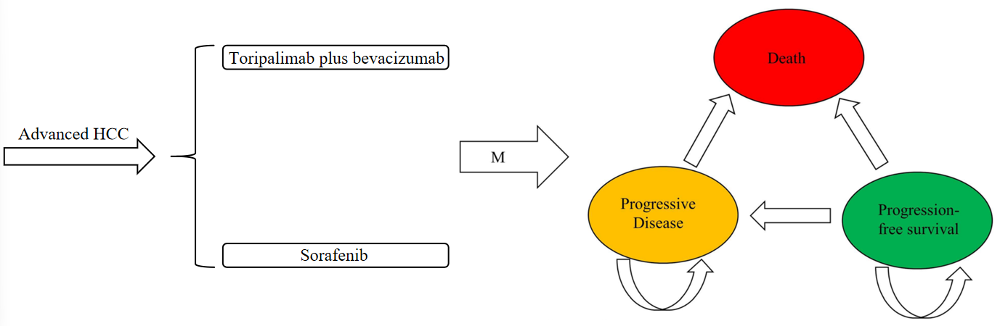 Advanced HCC
Toripalimab plus bevacizumab
Sorafenib
M
Death
Progressive
Disease
Progression-
free survival